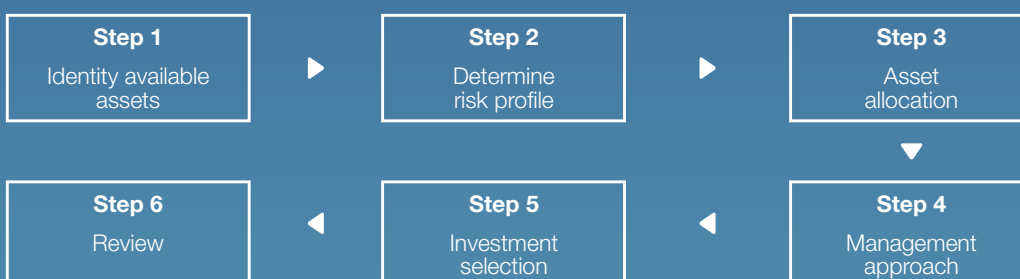 Step 1
Identity available
assets
Step 2
Determine
risk profile
Step 3
Asset
allocation
Step 4
Management
approach
Step 5
Investment
selection
Step 6
Review